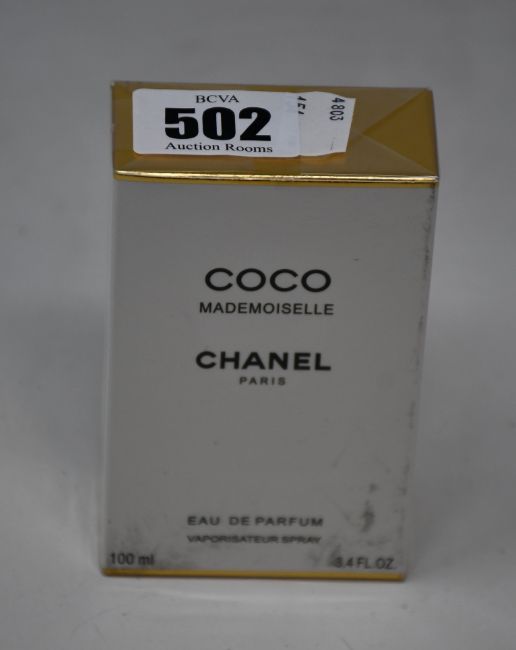 BCVA
502
Auction Rooms
4803
COCO
MADEMOISELLE
CHANEL
PARIS
EAU DE PARFUM
VAPORISATEUR SPRAY
100 ml
3.4 FL.OZ.